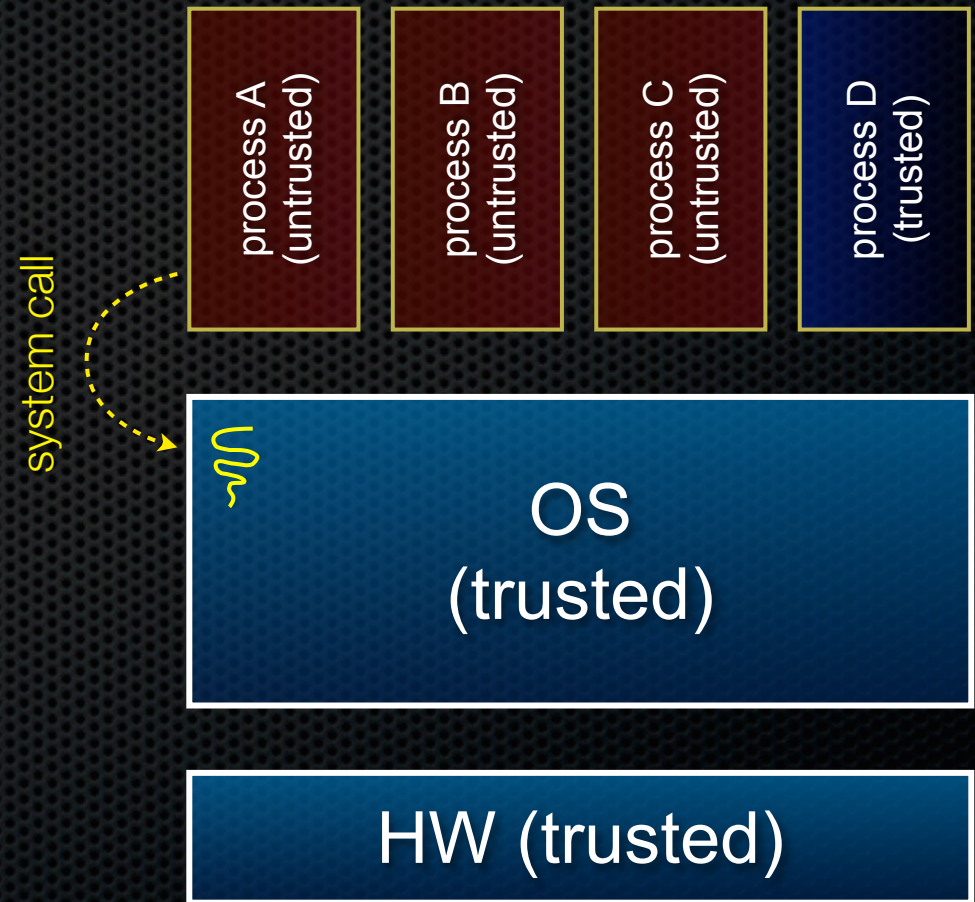 process A
(untrusted)
process B
(untrusted)
process C
(untrusted)
process D
(trusted)
system call
OS
(trusted)
HW (trusted)